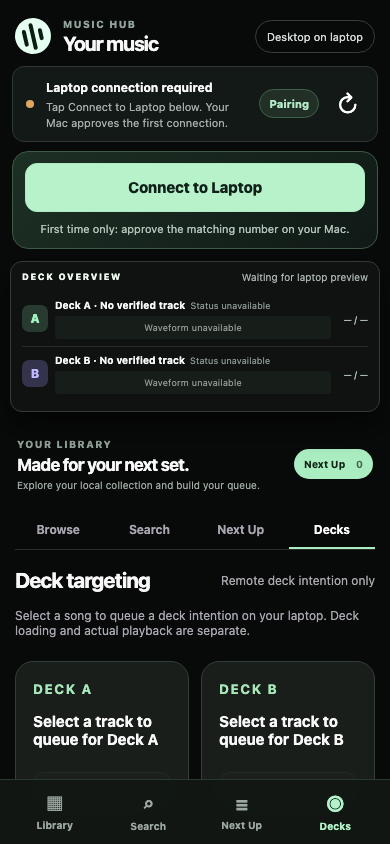 MUSIC HUB
Your music
Desktop on laptop
Laptop connection required
Tap Connect to Laptop below. Your
Mac approves the first connection.
Pairing
Connect to Laptop
First time only: approve the matching number on your Mac.
DECK OVERVIEW
Waiting for laptop preview
A
Deck A · No verified track Status unavailable
Waveform unavailable
— / —
B
Deck B · No verified track Status unavailable
Waveform unavailable
— / —
YOUR LIBRARY
Made for your next set.
Explore your local collection and build your queue.
Next Up 0
Browse Search Next Up Decks
Deck targeting
Remote deck intention only
Select a song to queue a deck intention on your laptop. Deck
loading and actual playback are separate.
DECK A
Select a track to
queue for Deck A
DECK B
Select a track to
queue for Deck B
Library Search Next Up Decks